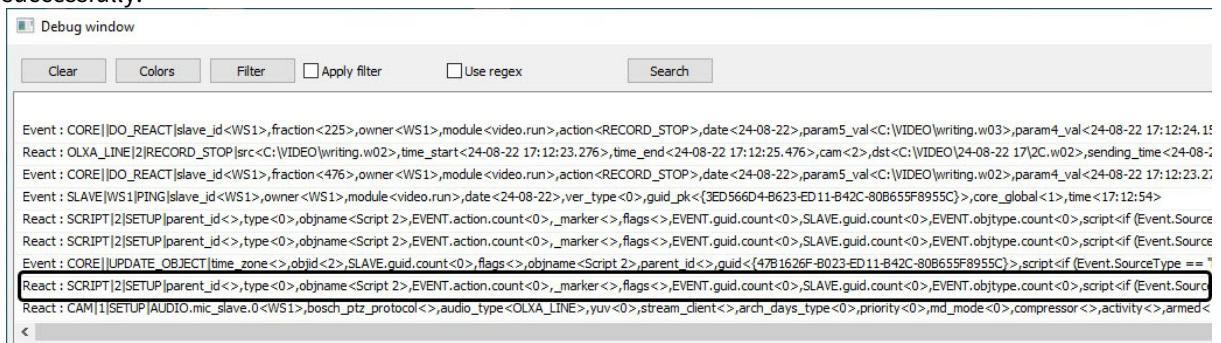 successfully.
Debug window
Clear Colors Filter Apply filter Use regex Search
Event : CORE||DO_REACT|slave_id<WS1>,fraction<225>,owner<WS1>,module<video.run>,action<RECORD_STOP>,date<24-08-22>,param5_val<C:\VIDEO\writing.w03>,param4_val<24-08-22 17:12:24.15
React : OLXA_LINE|2|RECORD_STOP|src<C:\VIDEO\writing.w02>,time_start<24-08-22 17:12:23.276>,time_end<24-08-22 17:12:25.476>,cam<2>,dst<C:\VIDEO\24-08-22 17\2C.w02>,sending_time<24-08-2
Event : CORE||DO_REACT|slave_id<WS1>,fraction<476>,owner<WS1>,module<video.run>,action<RECORD_STOP>,date<24-08-22>,param5_val<C:\VIDEO\writing.w02>,param4_val<24-08-22 17:12:23.27
Event : SLAVE|WS1|PING|slave_id<WS1>,owner<WS1>,module<video.run>,date<24-08-22>,ver_type<0>,guid_pk<{3ED566D4-B623-ED11-B42C-80B655F8955C}>,core_global<1>,time<17:12:54>
React : SCRIPT|2|SETUP|parent_id<>,type<0>,objname<Script 2>,EVENT.action.count<0>,_marker<>,flags<>,EVENT.guid.count<0>,SLAVE.guid.count<0>,EVENT.objtype.count<0>,script<if (Event.Source
React : SCRIPT|2|SETUP|parent_id<>,type<0>,objname<Script 2>,EVENT.action.count<0>,_marker<>,flags<>,EVENT.guid.count<0>,SLAVE.guid.count<0>,EVENT.objtype.count<0>,script<if (Event.Source
Event : CORE||UPDATE_OBJECT|time_zone<>,objid<2>,SLAVE.guid.count<0>,flags<>,objname<Script 2>,parent_id<>,guid<{47B1626F-B023-ED11-B42C-80B655F8955C}>,script<if (Event.SourceType == "
React : SCRIPT|2|SETUP|parent_id<>,type<0>,objname<Script 2>,EVENT.action.count<0>,_marker<>,flags<>,EVENT.guid.count<0>,SLAVE.guid.count<0>,EVENT.objtype.count<0>,script<if (Event.Sourc
React : CAM|1|SETUP|AUDIO.mic_slave.0<WS1>,bosch_ptz_protocol<>,audio_type<OLXA_LINE>,yuv<0>,stream_client<>,arch_days_type<0>,priority<0>,md_mode<0>,compressor<>,activity<>,armed<